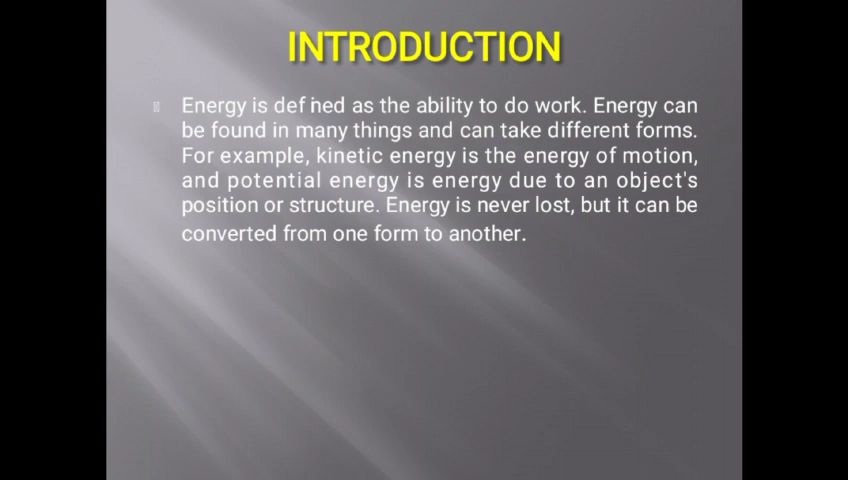 INTRODUCTION
Energy is defined as the ability to do work. Energy can
be found in many things and can take different forms.
For example, kinetic energy is the energy of motion,
and potential energy is energy due to an object's
position or structure. Energy is never lost, but it can be
converted from one form to another.